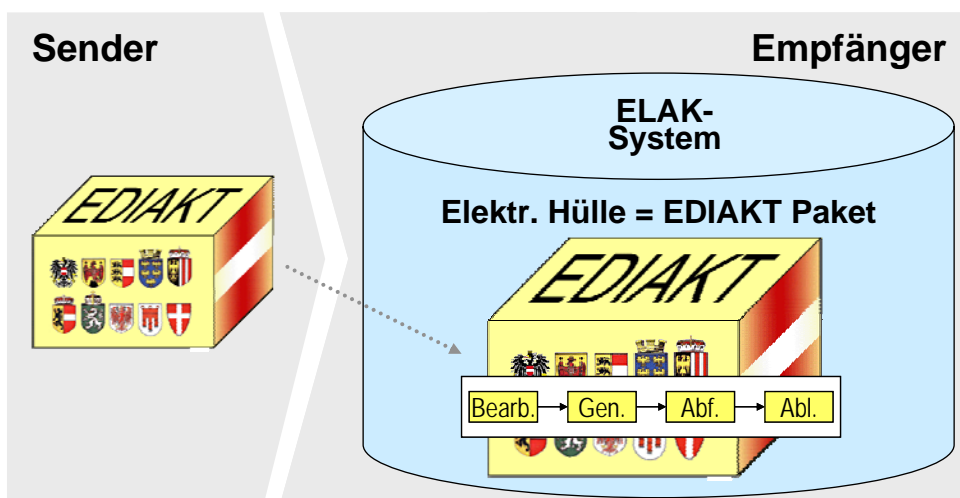 Sender
Empfänger
ELAK-
System
Elektr. Hülle = EDIAKT Paket
EDIAKT
EDIAKT
Bearb.
Gen.
Abf.
Abl.